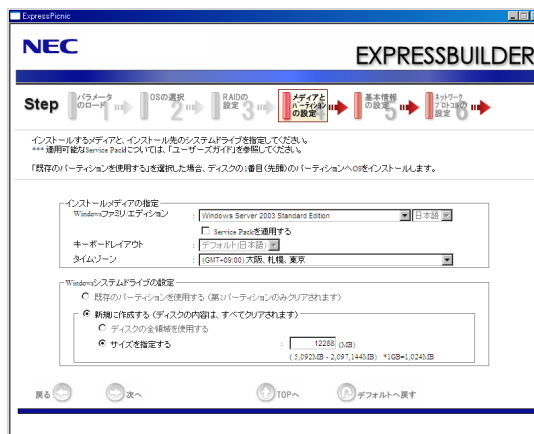 ExpressPicnic
NEC
EXPRESSBUILDER
Step パラメータのロード 1 OSの選択 2 RAIDの設定 3 メディアとパーティションの設定 4 基本情報の設定 5 ネットワークプロトコルの設定 6
インストールするメディアと、インストール先のシステムドライブを指定してください。
*** 適用可能なService Packについては、「ユーザーズガイド」を参照してください。
「既存のパーティションを使用する」を選択した場合、ディスクの1番目(先頭)のパーティションへOSをインストールします。
インストールメディアの指定
Windowsファミリ/エディション : Windows Server 2003 Standard Edition 日本語
Service Packを適用する
キーボードレイアウト : デフォルト(日本語)
タイムゾーン : (GMT+09:00) 大阪、札幌、東京
Windowsシステムドライブの設定
既存のパーティションを使用する (第1パーティションのみクリアされます)
新規に作成する (ディスクの内容は、すべてクリアされます)
ディスクの全領域を使用する
サイズを指定する : 12288 (MB)
( 5,092MB - 2,097,144MB) *1GB=1,024MB
戻る 次へ TOPへ デフォルトへ戻す